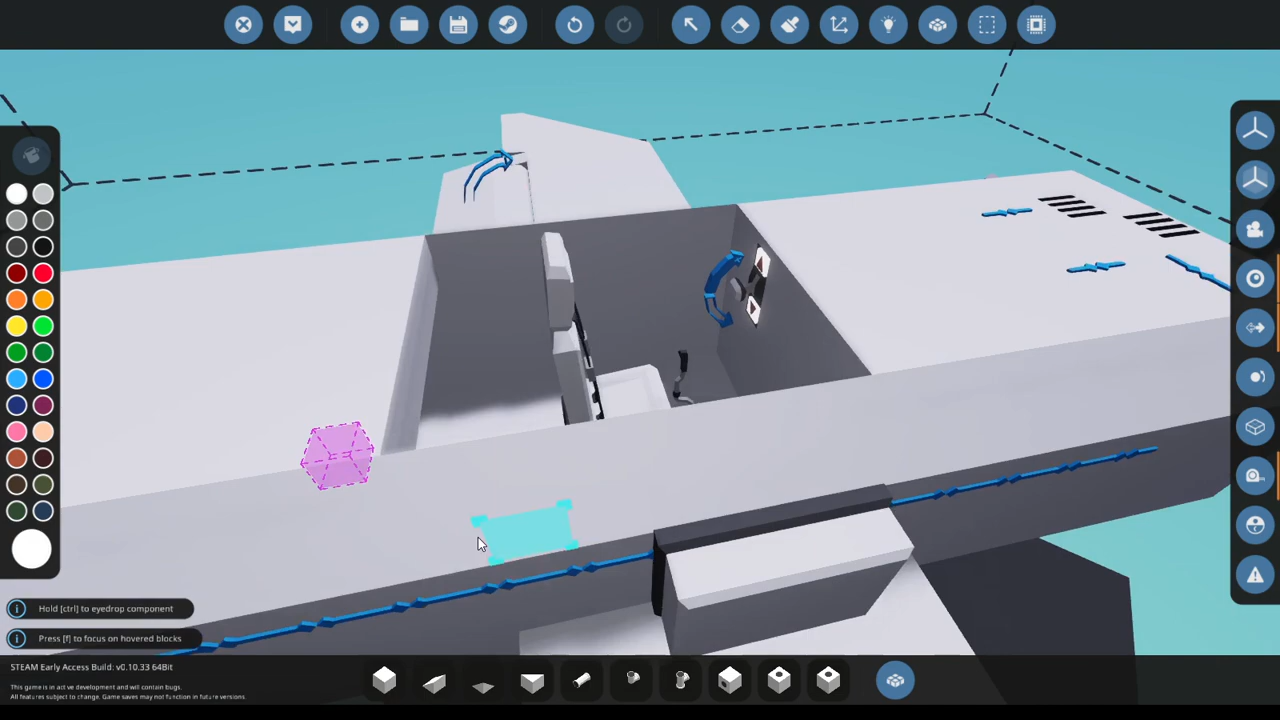 Hold [ctrl] to eyedrop component
Press [f] to focus on hovered blocks
STEAM Early Access Build: v0.10.33 64Bit
This game is in active development and will contain bugs.
All features subject to change. Game saves may not function in future versions.